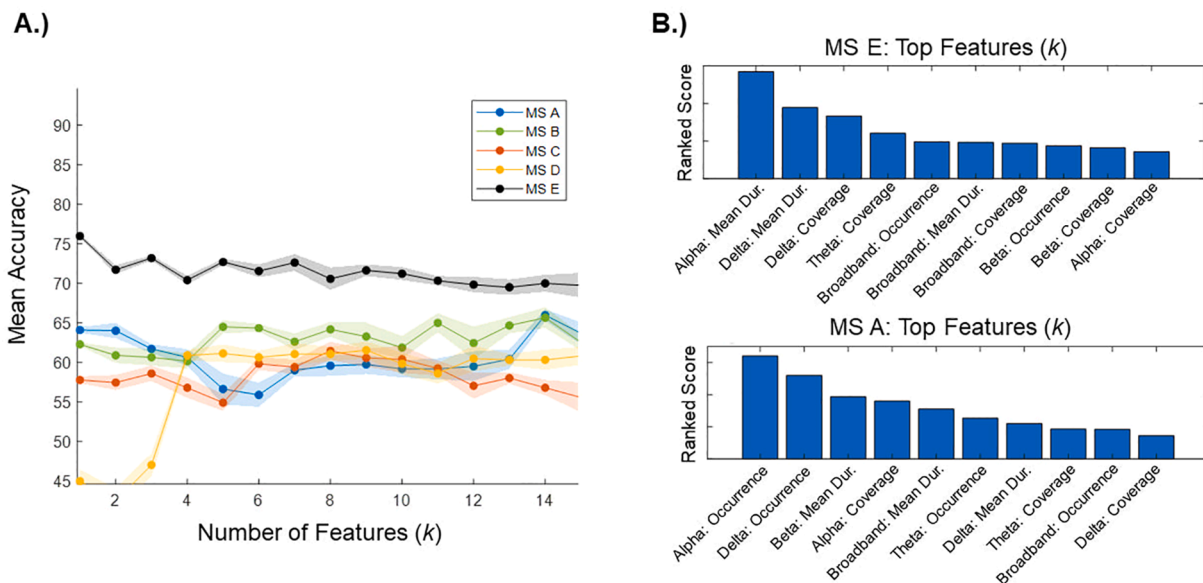 A.)
90
85
80
75
70
65
60
55
50
45
2
4
6
8
10
12
14
Mean Accuracy
Number of Features (k)
MS A
MS B
MS C
MS D
MS E
B.)
MS E: Top Features (k)
Ranked Score
Alpha: Mean Dur.
Delta: Mean Dur.
Delta: Coverage
Theta: Coverage
Broadband: Occurrence
Broadband: Mean Dur.
Broadband: Coverage
Beta: Occurrence
Beta: Coverage
Alpha: Coverage
MS A: Top Features (k)
Ranked Score
Alpha: Occurrence
Delta: Occurrence
Beta: Mean Dur.
Alpha: Coverage
Broadband: Mean Dur.
Theta: Occurrence
Delta: Mean Dur.
Theta: Coverage
Broadband: Occurrence
Delta: Coverage